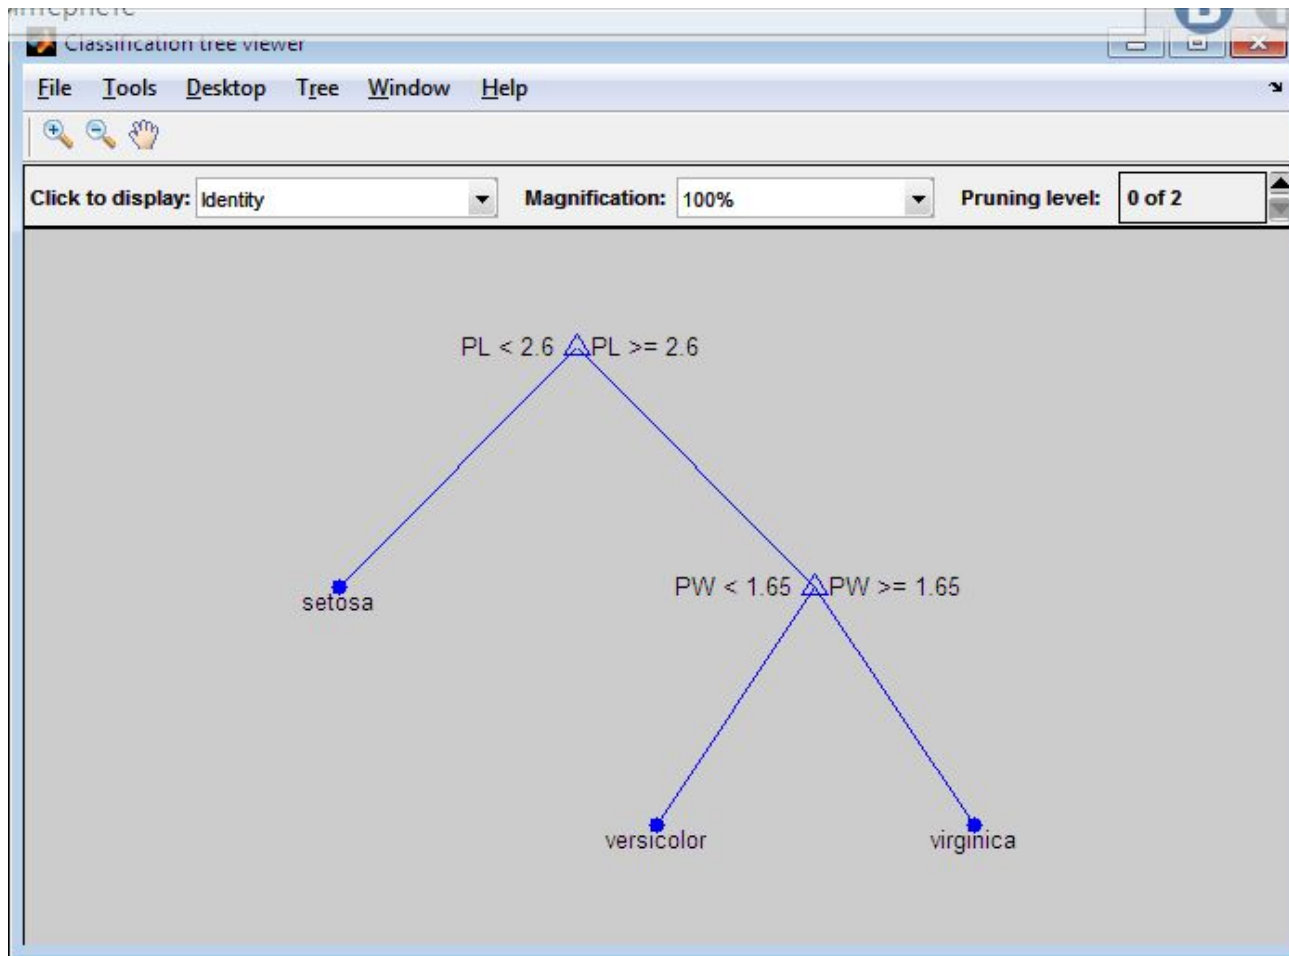 Classification tree viewer
File Tools Desktop Tree Window Help
Click to display: Identity Magnification: 100% Pruning level: 0 of 2
PL < 2.6 PL >= 2.6
setosa
PW < 1.65 PW >= 1.65
versicolor virginica